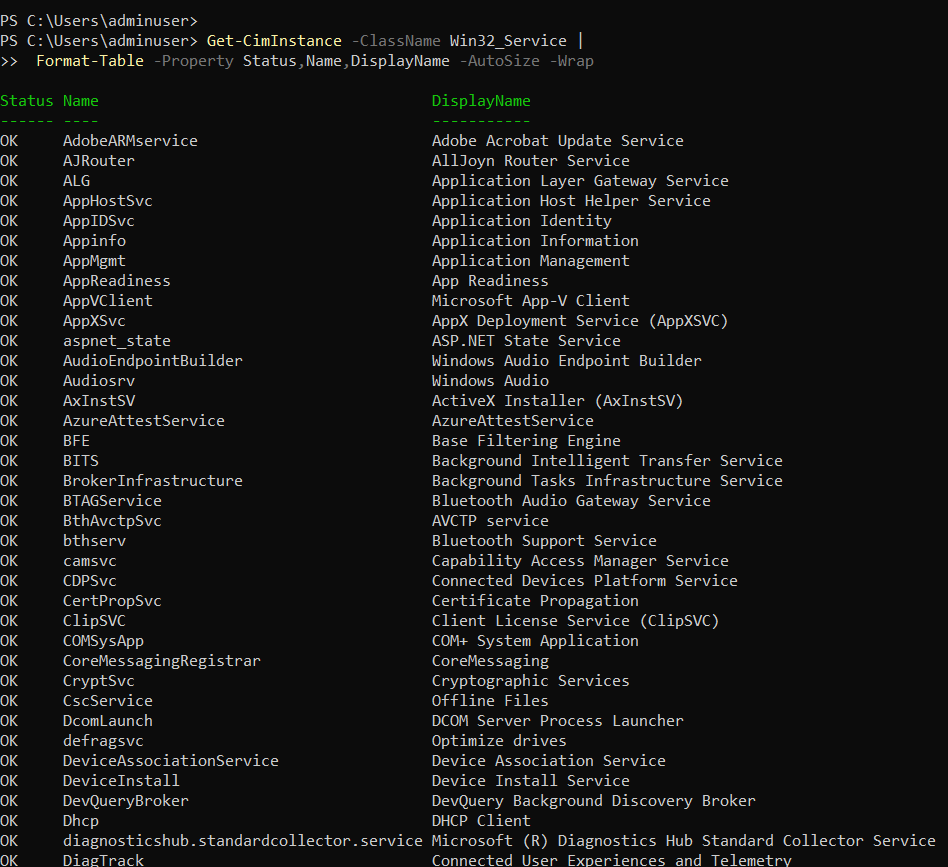 PS C:\Users\adminuser>
PS C:\Users\adminuser> Get-CimInstance -ClassName Win32_Service |
>>  Format-Table -Property Status,Name,DisplayName -AutoSize -Wrap

Status Name                                     DisplayName
------ ----                                     -----------
OK     AdobeARMservice                          Adobe Acrobat Update Service
OK     AJRouter                                 AllJoyn Router Service
OK     ALG                                      Application Layer Gateway Service
OK     AppHostSvc                               Application Host Helper Service
OK     AppIDSvc                                 Application Identity
OK     Appinfo                                  Application Information
OK     AppMgmt                                  Application Management
OK     AppReadiness                             App Readiness
OK     AppVClient                               Microsoft App-V Client
OK     AppXSvc                                  AppX Deployment Service (AppXSVC)
OK     aspnet_state                             ASP.NET State Service
OK     AudioEndpointBuilder                     Windows Audio Endpoint Builder
OK     Audiosrv                                 Windows Audio
OK     AxInstSV                                 ActiveX Installer (AxInstSV)
OK     AzureAttestService                       AzureAttestService
OK     BFE                                      Base Filtering Engine
OK     BITS                                     Background Intelligent Transfer Service
OK     BrokerInfrastructure                     Background Tasks Infrastructure Service
OK     BTAGService                              Bluetooth Audio Gateway Service
OK     BthAvctpSvc                              AVCTP service
OK     bthserv                                  Bluetooth Support Service
OK     camsvc                                   Capability Access Manager Service
OK     CDPSvc                                   Connected Devices Platform Service
OK     CertPropSvc                              Certificate Propagation
OK     ClipSVC                                  Client License Service (ClipSVC)
OK     COMSysApp                                COM+ System Application
OK     CoreMessagingRegistrar                   CoreMessaging
OK     CryptSvc                                 Cryptographic Services
OK     CscService                               Offline Files
OK     DcomLaunch                               DCOM Server Process Launcher
OK     defragsvc                                Optimize drives
OK     DeviceAssociationService                 Device Association Service
OK     DeviceInstall                            Device Install Service
OK     DevQueryBroker                           DevQuery Background Discovery Broker
OK     Dhcp                                     DHCP Client
OK     diagnosticshub.standardcollector.service Microsoft (R) Diagnostics Hub Standard Collector Service
OK     DiagTrack                                Connected User Experiences and Telemetry